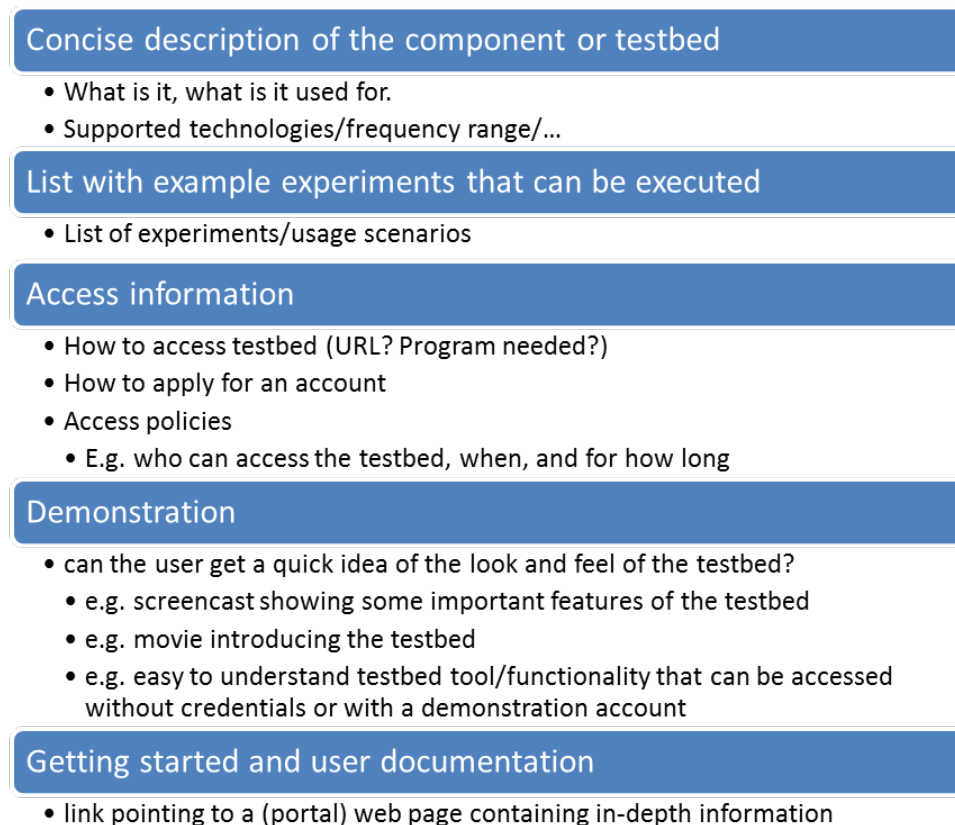 Concise description of the component or testbed
• What is it, what is it used for.
• Supported technologies/frequency range/...
List with example experiments that can be executed
• List of experiments/usage scenarios
Access information
• How to access testbed (URL? Program needed?)
• How to apply for an account
• Access policies
• E.g. who can access the testbed, when, and for how long
Demonstration
• can the user get a quick idea of the look and feel of the testbed?
• e.g. screencast showing some important features of the testbed
• e.g. movie introducing the testbed
• e.g. easy to understand testbed tool/functionality that can be accessed
without credentials or with a demonstration account
Getting started and user documentation
• link pointing to a (portal) web page containing in-depth information